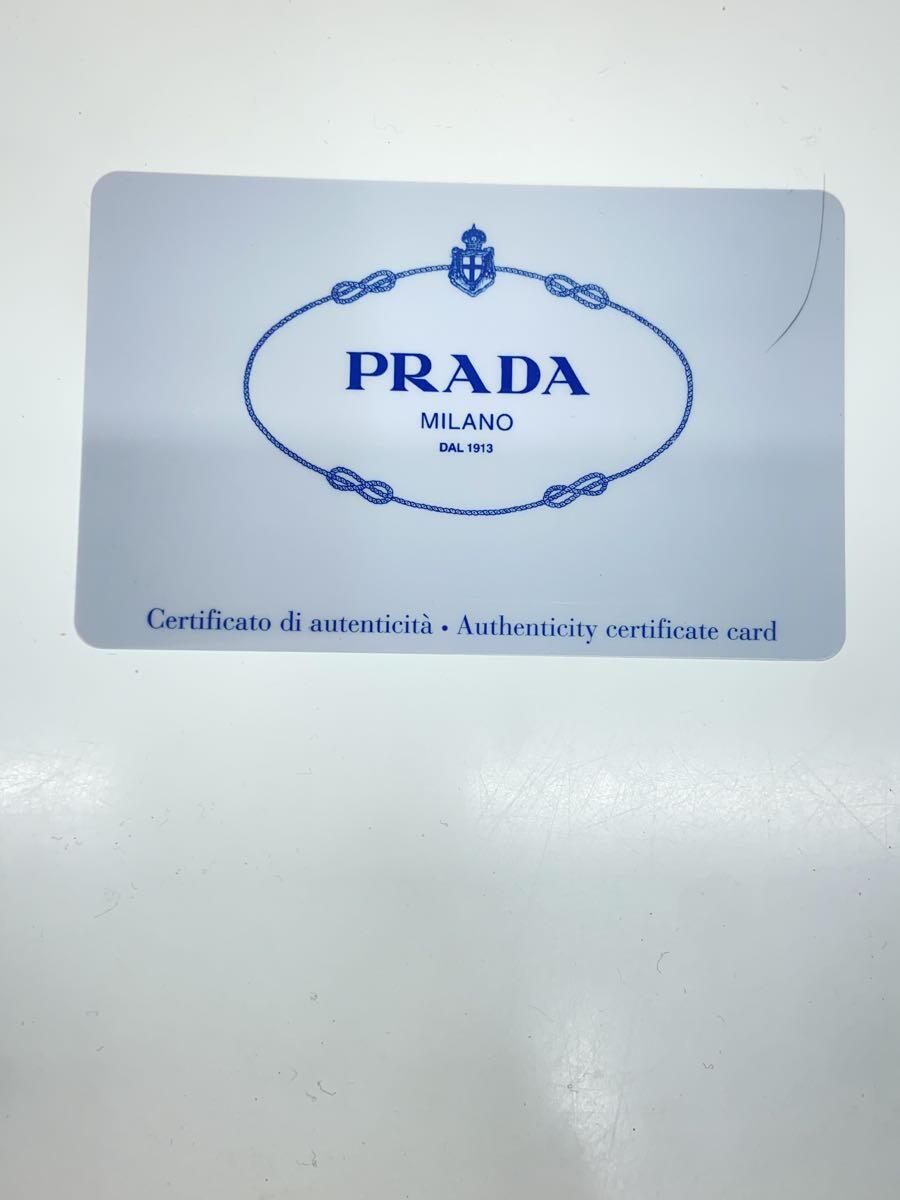 PRADA
MILANO
DAL 1913
Certificato di autenticità • Authenticity certificate card